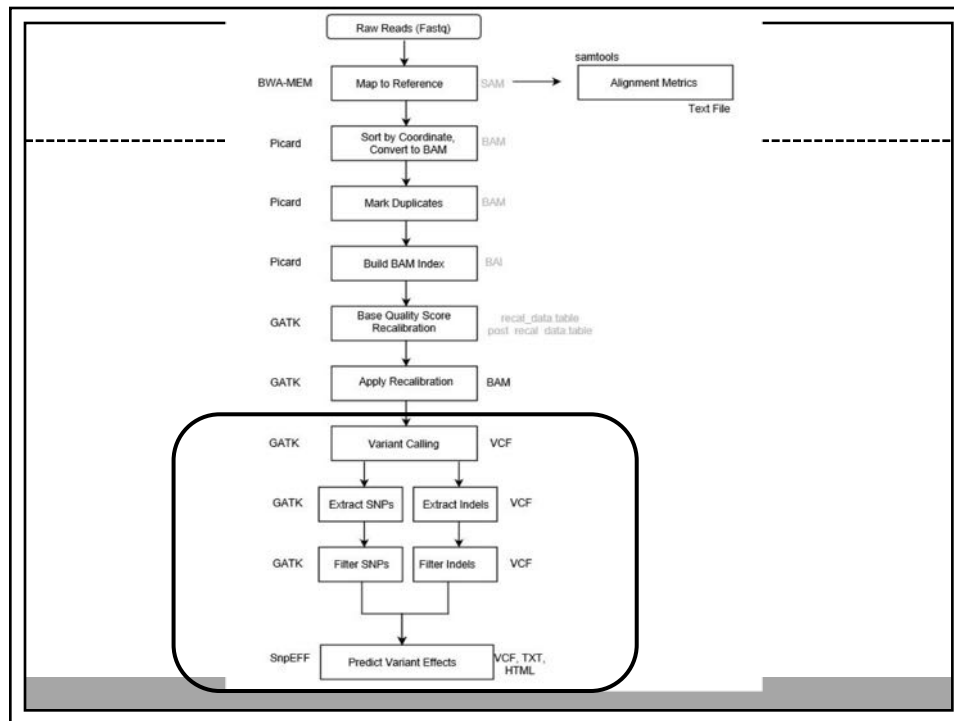 Raw Reads (Fastq)
samtools
BWA-MEM Map to Reference SAM Alignment Metrics
Text File
Picard Sort by Coordinate, BAM
Convert to BAM
Picard Mark Duplicates BAM
Picard Build BAM Index BAI
GATK Base Quality Score recal_data.table
Recalibration post_recal_data.table
GATK Apply Recalibration BAM
GATK Variant Calling VCF
GATK Extract SNPs Extract Indels VCF
GATK Filter SNPs Filter Indels VCF
SnpEFF Predict Variant Effects VCF, TXT,
HTML